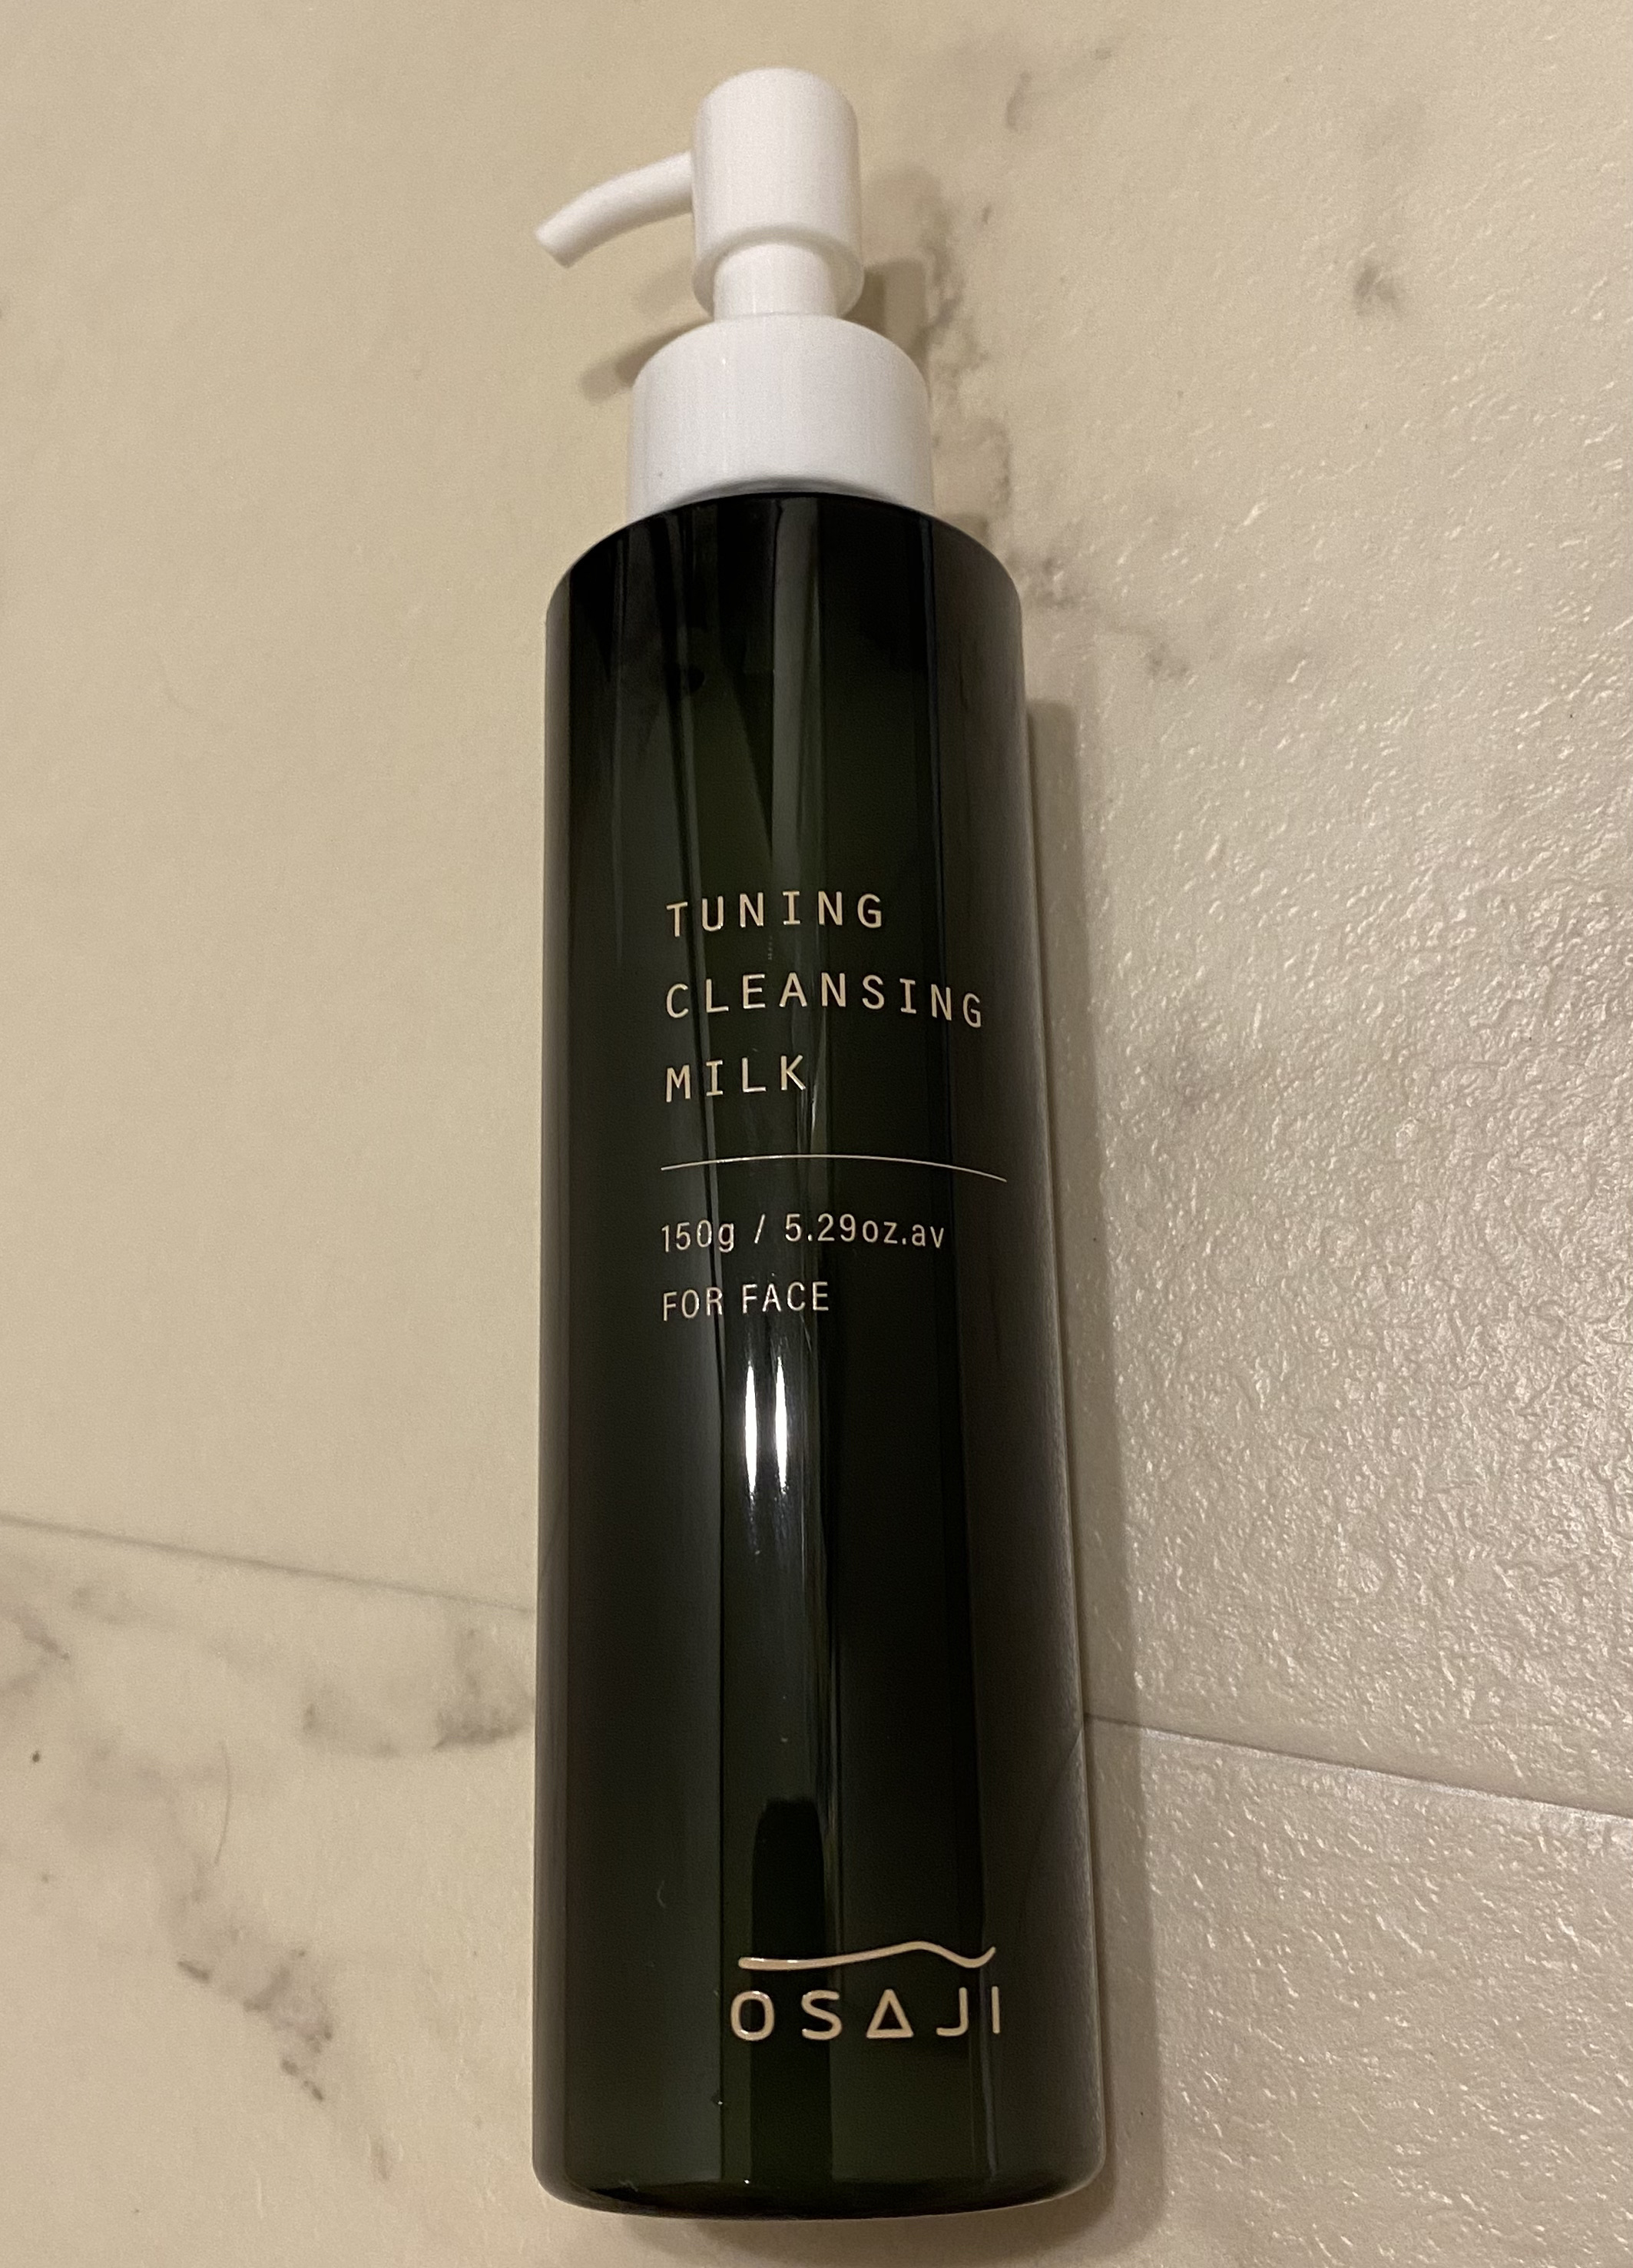 TUNING
CLEANSING
MILK
150g / 5.29oz.av
FOR FACE
OSAJI